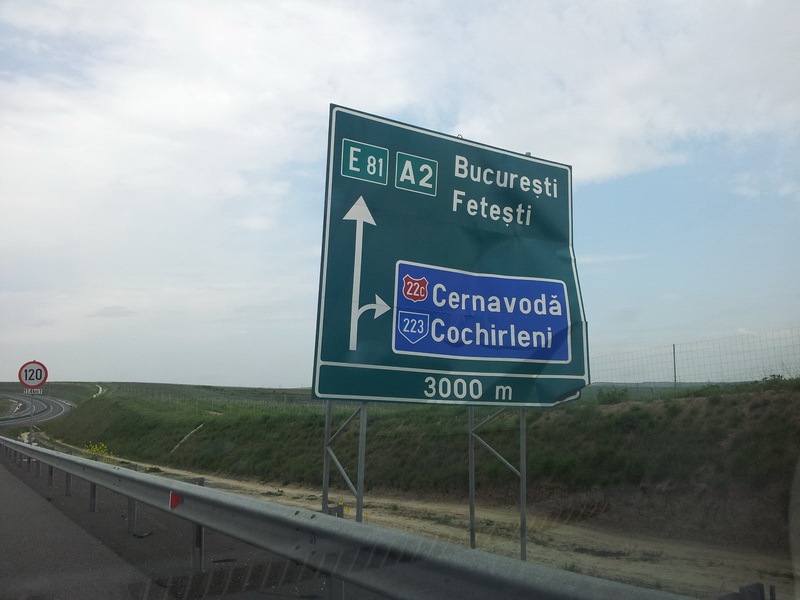 E 81 A2 București
Fetești
22C Cernavodă
223 Cochirleni
3000 m
120